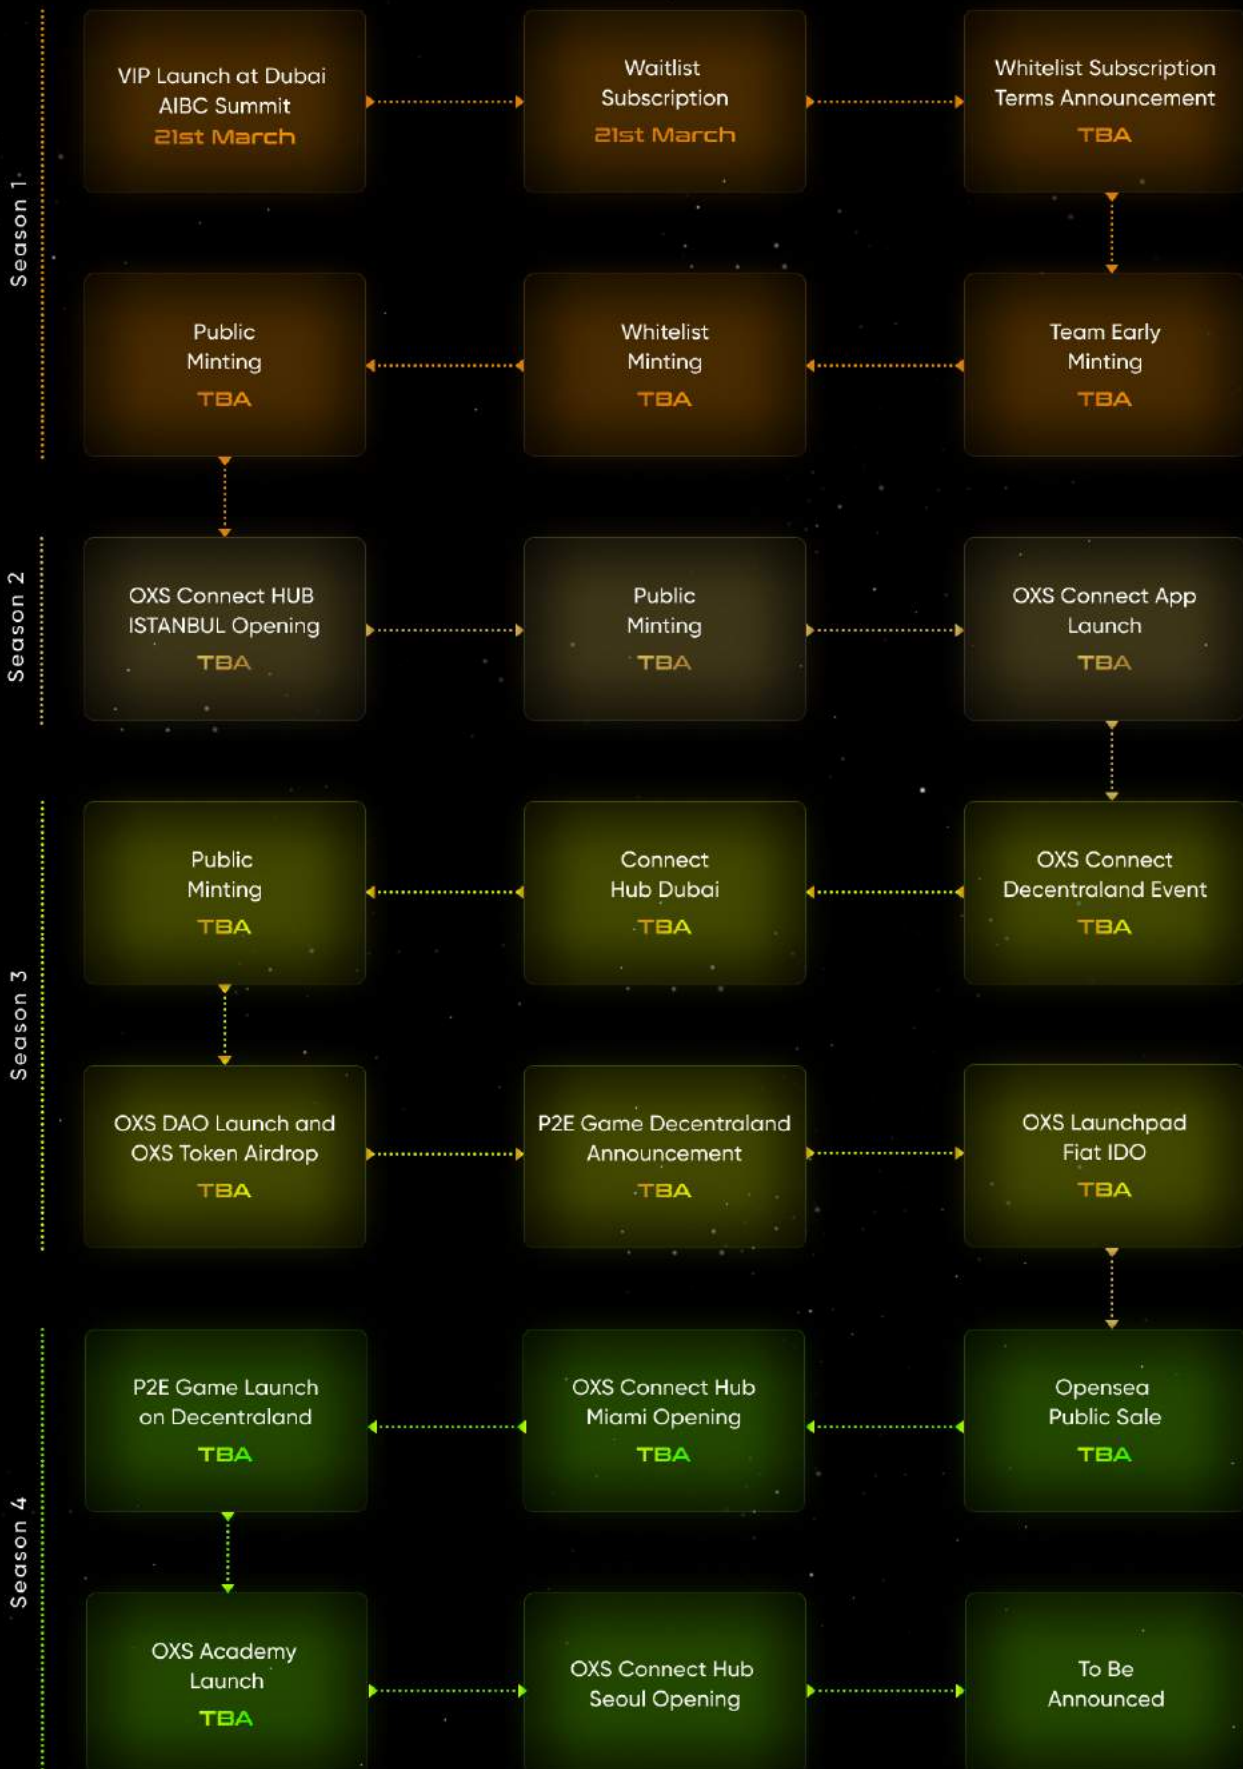 Season 1
VIP Launch at Dubai
AIBC Summit
21st March
Waitlist
Subscription
21st March
Whitelist Subscription
Terms Announcement
TBA
Team Early
Minting
TBA
Whitelist
Minting
TBA
Public
Minting
TBA
Season 2
OXS Connect HUB
ISTANBUL Opening
TBA
Public
Minting
TBA
OXS Connect App
Launch
TBA
Season 3
OXS Connect
Decentraland Event
TBA
Connect
Hub Dubai
TBA
Public
Minting
TBA
OXS DAO Launch and
OXS Token Airdrop
TBA
P2E Game Decentraland
Announcement
TBA
OXS Launchpad
Fiat IDO
TBA
Season 4
Opensea
Public Sale
TBA
OXS Connect Hub
Miami Opening
TBA
P2E Game Launch
on Decentraland
TBA
OXS Academy
Launch
TBA
OXS Connect Hub
Seoul Opening
To Be
Announced